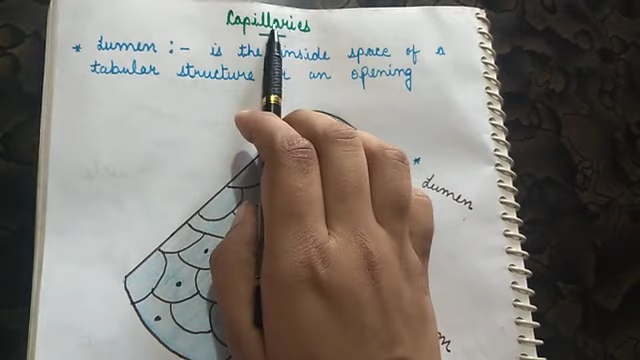 Capillaries
* Lumen :- is the inside space of a
tabular structure an opening
* Lumen